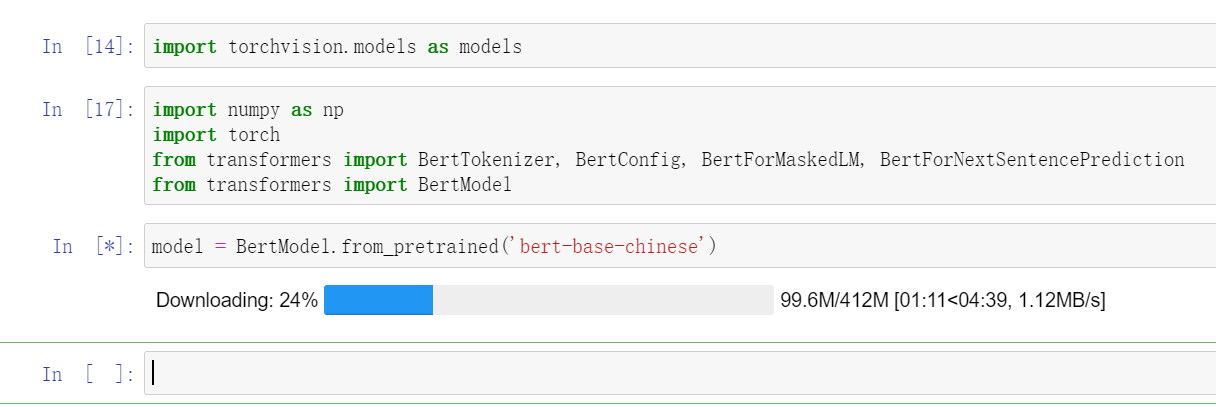 In [14]: import torchvision.models as models
In [17]: import numpy as np
import torch
from transformers import BertTokenizer, BertConfig, BertForMaskedLM, BertForNextSentencePrediction
from transformers import BertModel
In [*]: model = BertModel.from_pretrained('bert-base-chinese')
Downloading: 24% 99.6M/412M [01:11<04:39, 1.12MB/s]
In [ ]: